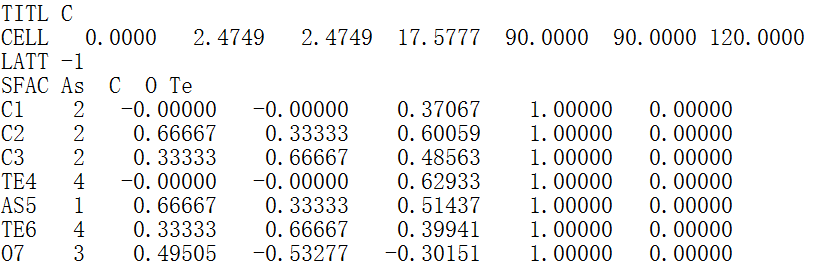 TITL C
CELL 0.0000 2.4749 2.4749 17.5777 90.0000 90.0000 120.0000
LATT -1
SFAC As C O Te
C1 2 -0.00000 -0.00000 0.37067 1.00000 0.00000
C2 2 0.66667 0.33333 0.60059 1.00000 0.00000
C3 2 0.33333 0.66667 0.48563 1.00000 0.00000
TE4 4 -0.00000 -0.00000 0.62933 1.00000 0.00000
AS5 1 0.66667 0.33333 0.51437 1.00000 0.00000
TE6 4 0.33333 0.66667 0.39941 1.00000 0.00000
O7 3 0.49505 -0.53277 -0.30151 1.00000 0.00000